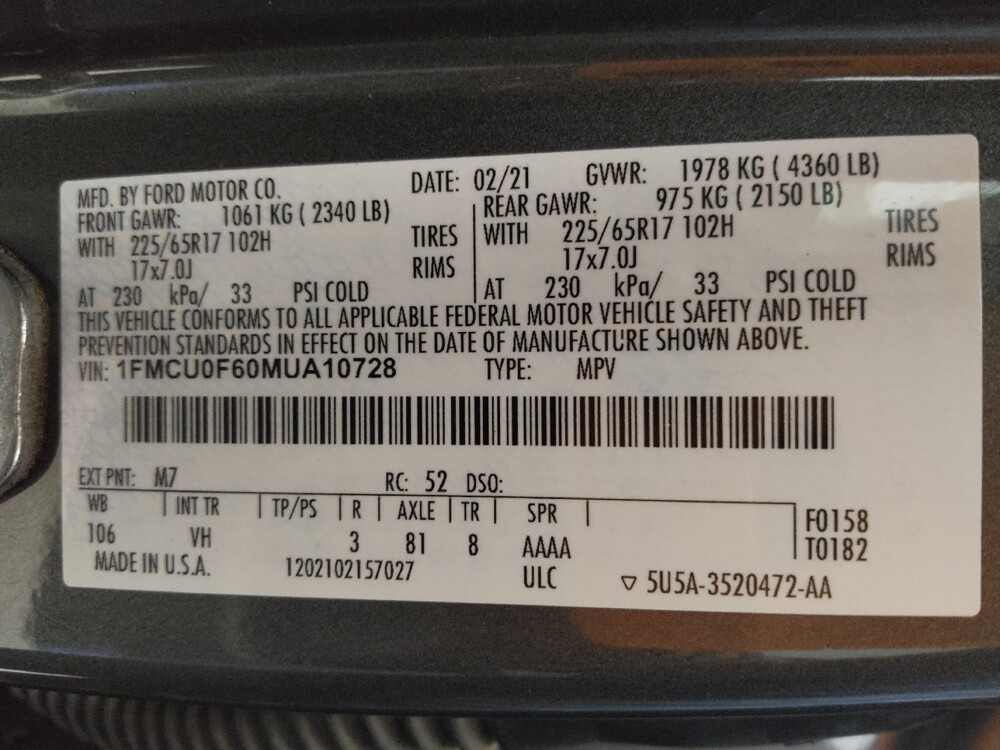 MFD. BY FORD MOTOR CO. DATE: 02/21 GVWR: 1978 KG ( 4360 LB)
FRONT GAWR: 1061 KG ( 2340 LB) REAR GAWR: 975 KG ( 2150 LB)
WITH 225/65R17 102H TIRES WITH 225/65R17 102H TIRES
17x7.0J RIMS 17x7.0J RIMS
AT 230 kPa/ 33 PSI COLD AT 230 kPa/ 33 PSI COLD
THIS VEHICLE CONFORMS TO ALL APPLICABLE FEDERAL MOTOR VEHICLE SAFETY AND THEFT
PREVENTION STANDARDS IN EFFECT ON THE DATE OF MANUFACTURE SHOWN ABOVE.
VIN: 1FMCU0F60MUA10728 TYPE: MPV
EXT PNT: M7 RC: 52 DSO:
WB INT TR TP/PS R AXLE TR SPR F0158
106 VH 3 81 8 AAAA T0182
MADE IN U.S.A. 1202102157027 ULC ▽ 5U5A-3520472-AA